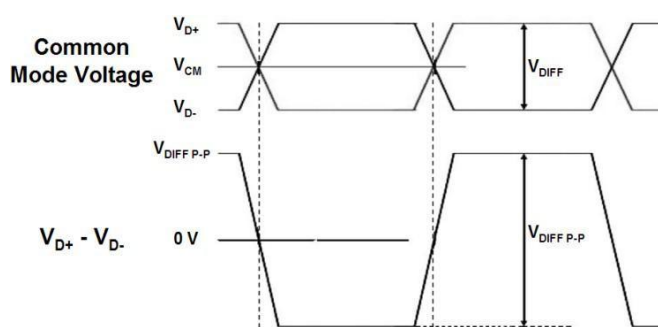 Common
Mode Voltage
VD+
VCM
VD-
VDIFF
VDIFF P-P
VD+ - VD-
0 V
VDIFF P-P